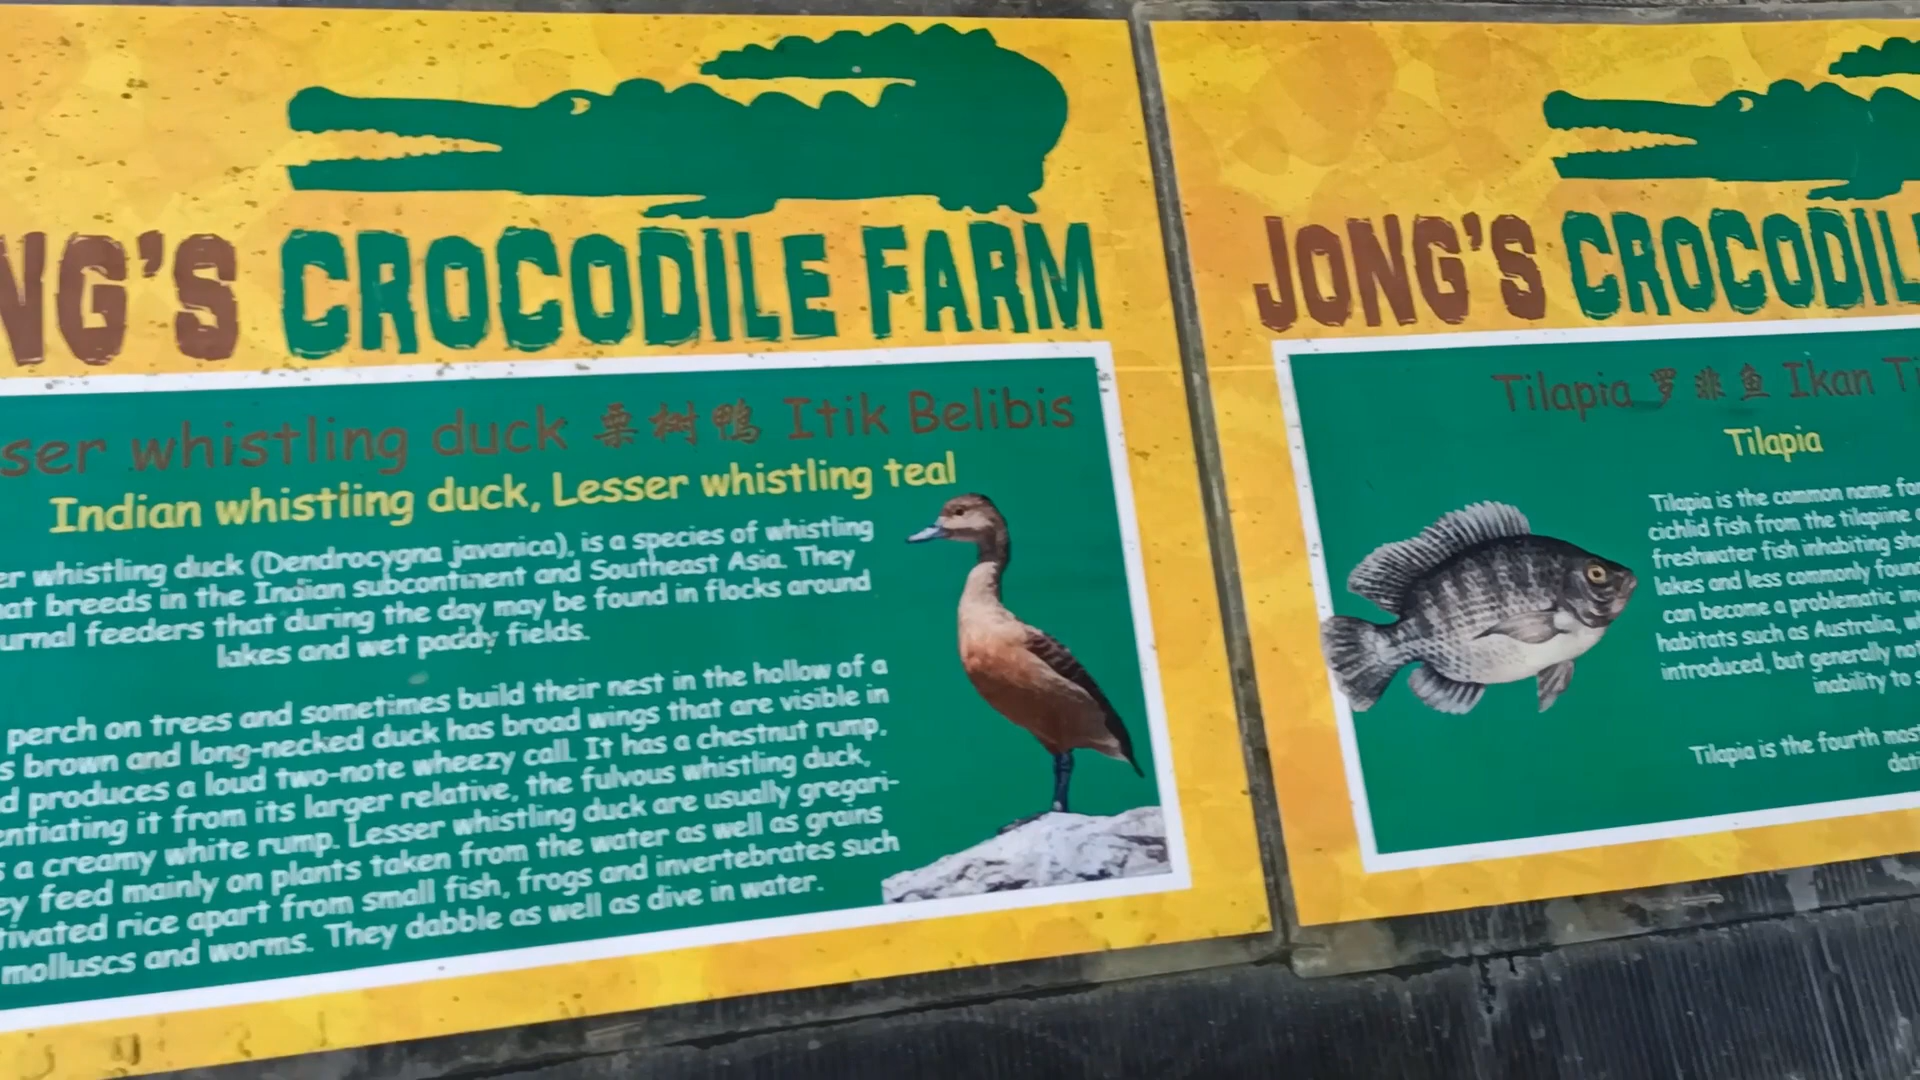 NG'S CROCODILE FARM
ser whistling duck 栗树鸭 Itik Belibis
Indian whistling duck, Lesser whistling teal
er whistling duck (Dendrocygna javanica), is a species of whistling
hat breeds in the Indian subcontinent and Southeast Asia. They
urnal feeders that during the day may be found in flocks around
lakes and wet paddy fields.
perch on trees and sometimes build their nest in the hollow of a
s brown and long-necked duck has broad wings that are visible in
d produces a loud two-note wheezy call. It has a chestnut rump,
entiating it from its larger relative, the fulvous whistling duck,
s a creamy white rump. Lesser whistling duck are usually gregari-
ey feed mainly on plants taken from the water as well as grains
tivated rice apart from small fish, frogs and invertebrates such
molluscs and worms. They dabble as well as dive in water.
JONG'S CROCODIL
Tilapia 罗非鱼 Ikan Ti
Tilapia
Tilapia is the common name for
cichlid fish from the tilapiine
freshwater fish inhabiting sha
lakes and less commonly foun
can become a problematic in
habitats such as Australia, w
introduced, but generally not
inability to s
Tilapia is the fourth most
dati